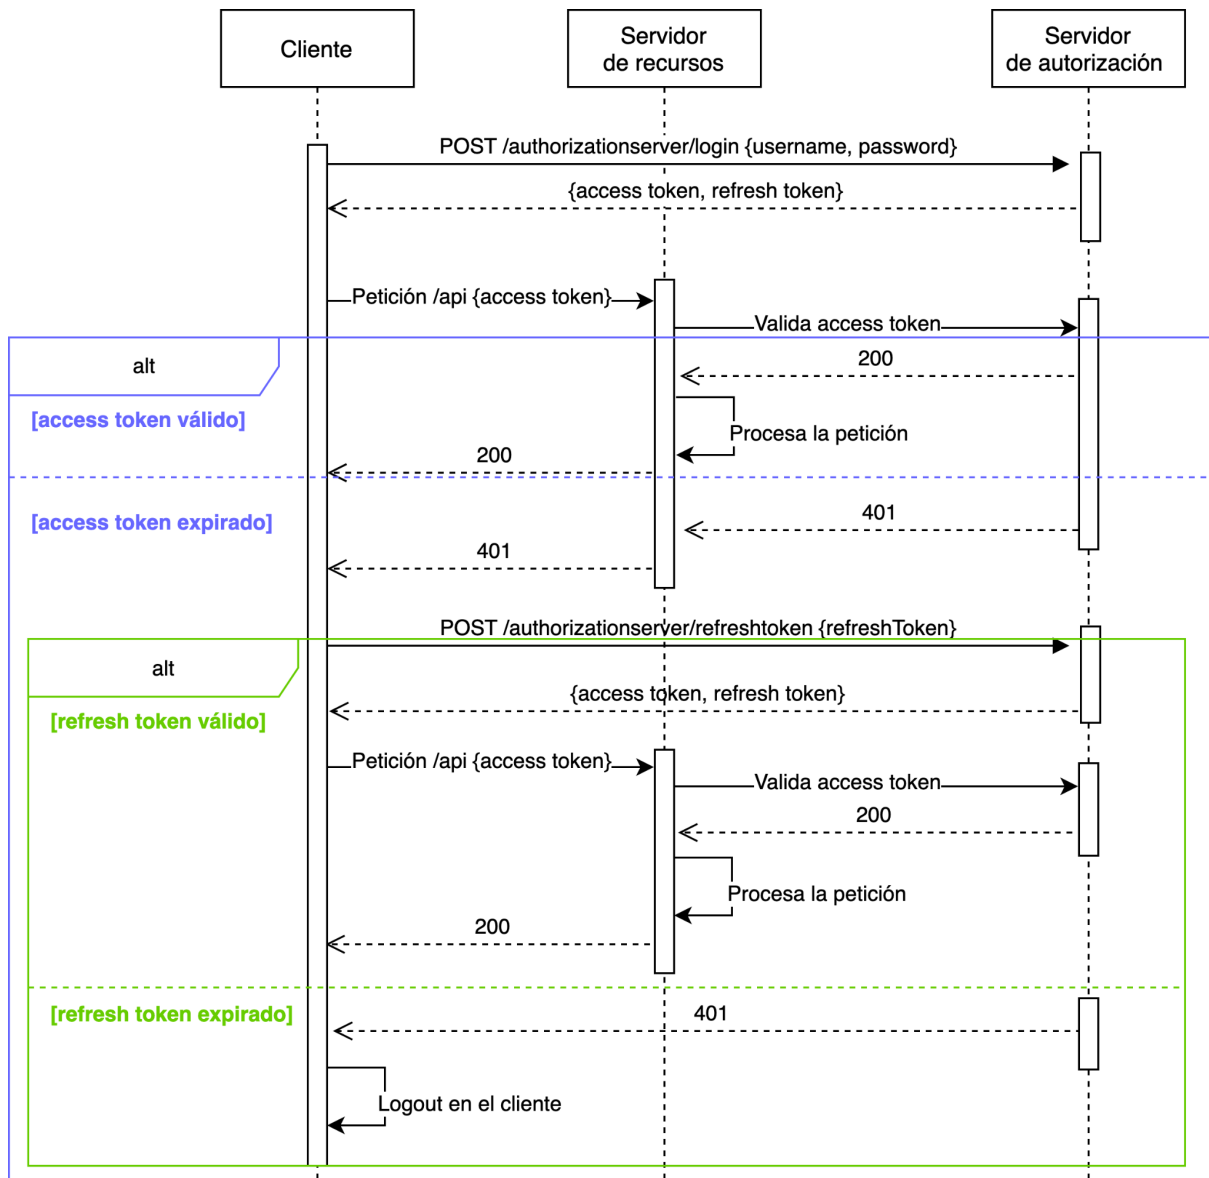 Cliente
Servidor
de recursos
Servidor
de autorización
POST /authorizationserver/login {username, password}
{access token, refresh token}
Petición /api {access token}
Valida access token
alt
200
[access token válido]
Procesa la petición
200
[access token expirado]
401
401
POST /authorizationserver/refreshtoken {refreshToken}
alt
{access token, refresh token}
[refresh token válido]
Petición /api {access token}
Valida access token
200
Procesa la petición
200
[refresh token expirado]
401
Logout en el cliente